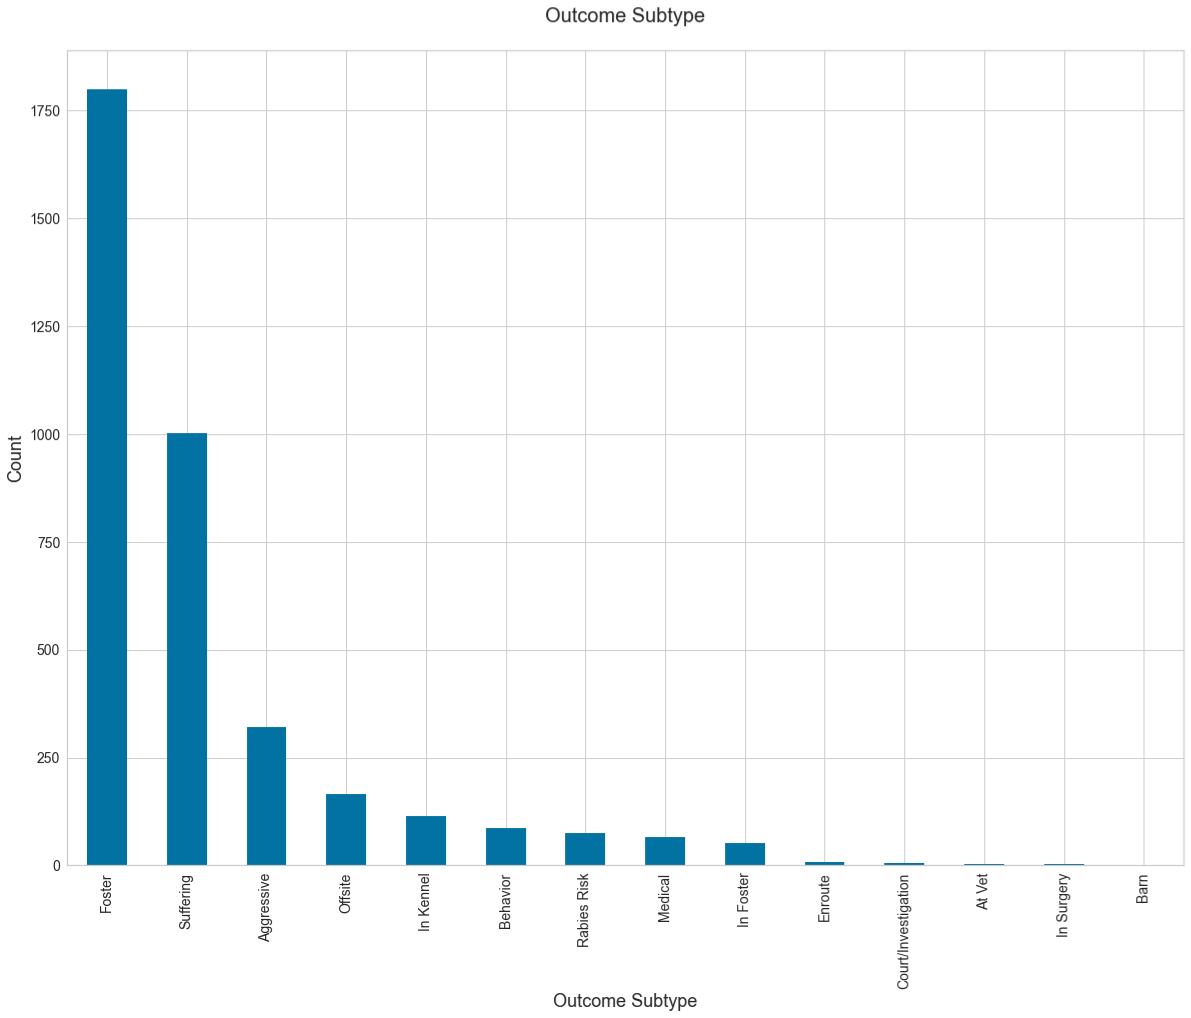 Outcome Subtype
1750
1500
1250
1000
750
500
250
0
Count
Foster
Suffering
Aggressive
Offsite
In Kennel
Behavior
Rabies Risk
Medical
In Foster
Enroute
Court/Investigation
At Vet
In Surgery
Barn
Outcome Subtype